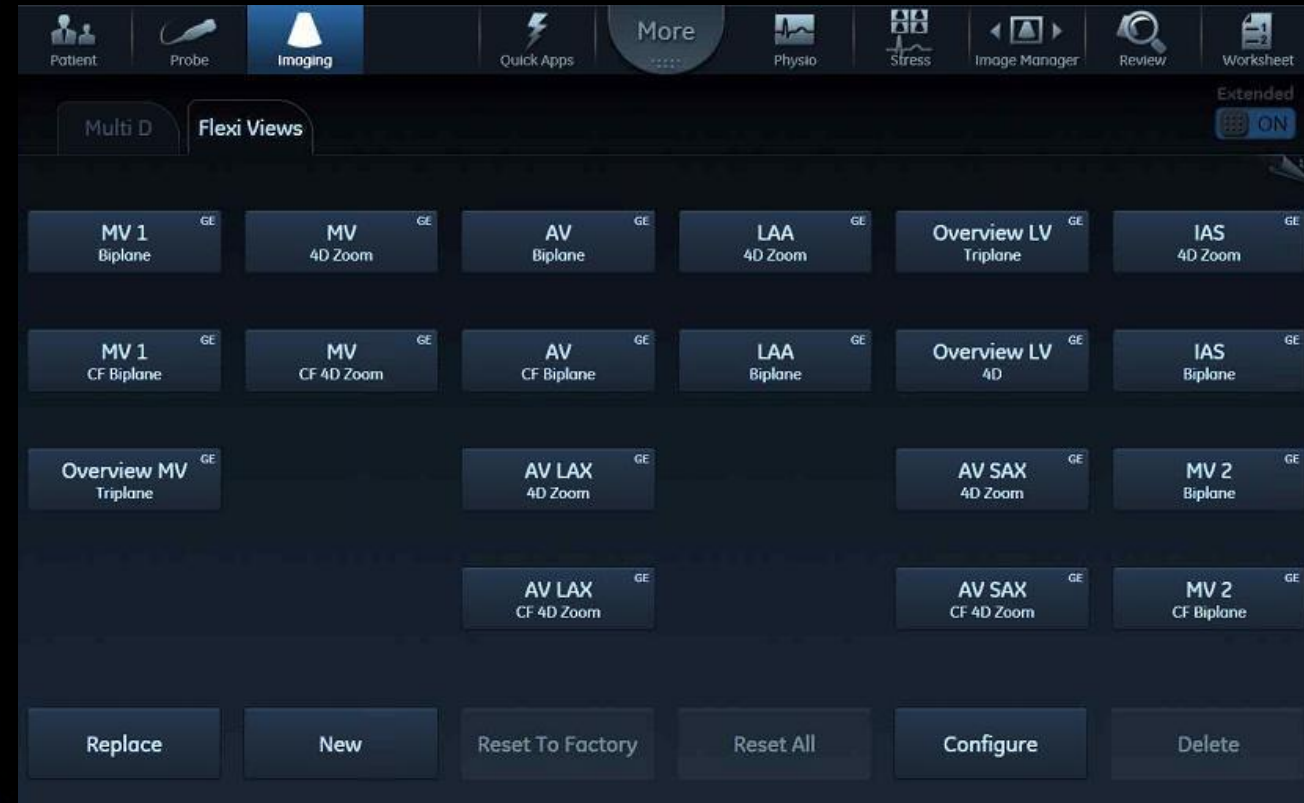 Patient
Probe
Imaging
Quick Apps
More
Physio
Stress
Image Manager
Review
Worksheet
Extended
ON
Multi D
Flexi Views
MV 1 GE
Biplane
MV GE
4D Zoom
AV GE
Biplane
LAA GE
4D Zoom
Overview LV GE
Triplane
IAS GE
4D Zoom
MV 1 GE
CF Biplane
MV GE
CF 4D Zoom
AV GE
CF Biplane
LAA GE
Biplane
Overview LV GE
4D
IAS GE
Biplane
Overview MV GE
Triplane
AV LAX GE
4D Zoom
AV SAX GE
4D Zoom
MV 2 GE
Biplane
AV LAX GE
CF 4D Zoom
AV SAX GE
CF 4D Zoom
MV 2 GE
CF Biplane
Replace
New
Reset To Factory
Reset All
Configure
Delete